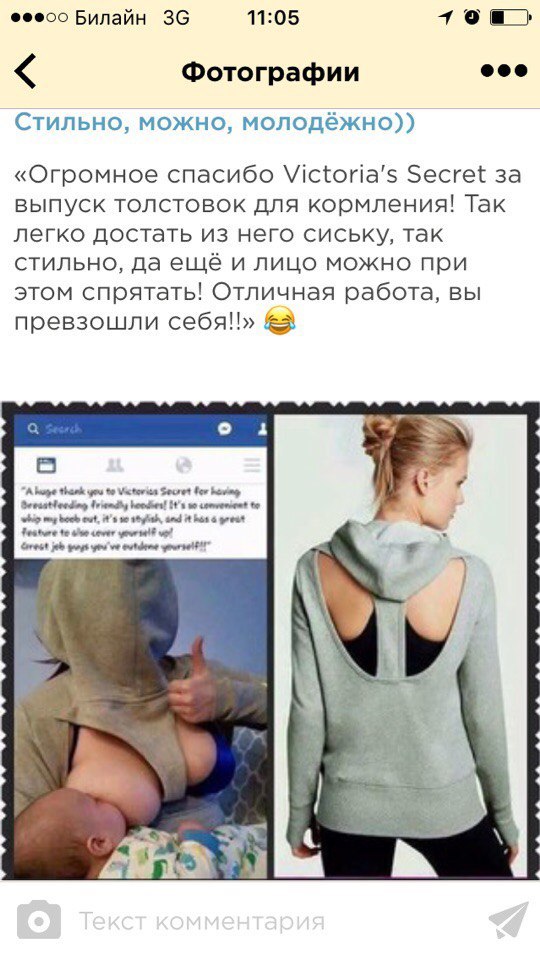 ●●●○○ Билайн 3G 11:05
Фотографии
Стильно, можно, молодёжно))
«Огромное спасибо Victoria's Secret за
выпуск толстовок для кормления! Так
легко достать из него сиську, так
стильно, да ещё и лицо можно при
этом спрятать! Отличная работа, вы
превзошли себя!!» 😂
Search
"A huge thank you to Victorias Secret for having
Breastfeeding friendly hoodies! It's so convenient to
whip my boob out, it's so stylish, and it has a great
feature to also cover yourself up!
Great job guys you've outdone yourself!!"
Текст комментария